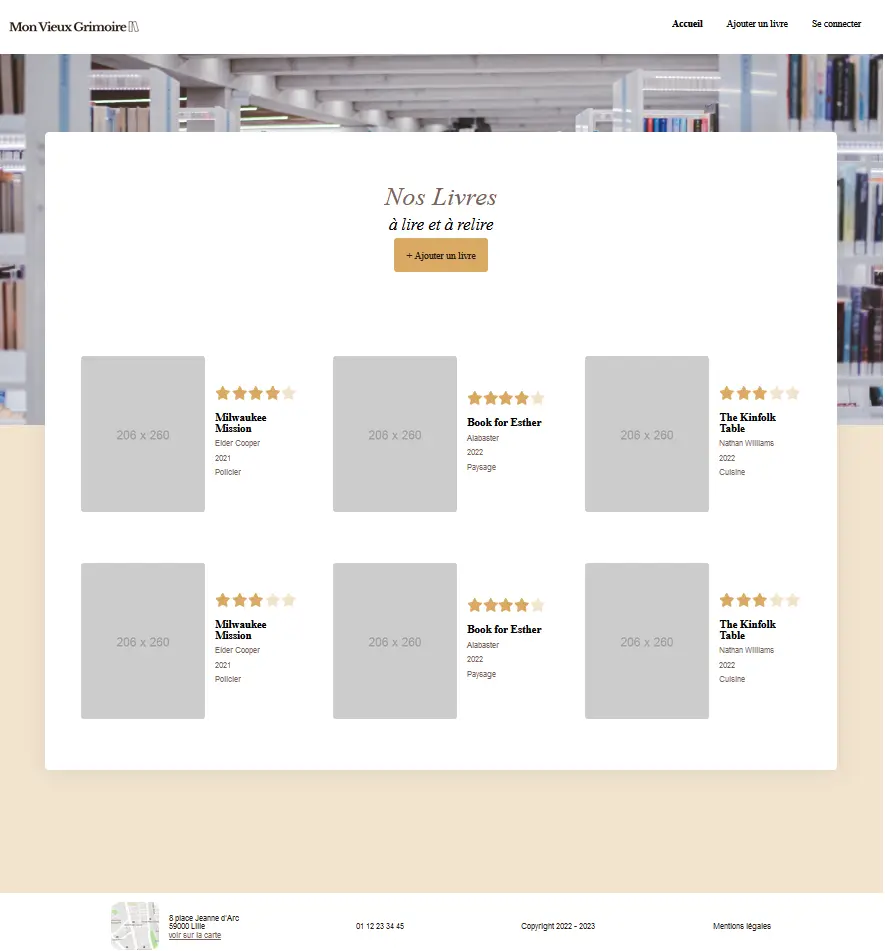 Mon Vieux Grimoire
Accueil
Ajouter un livre
Se connecter
Nos Livres
à lire et à relire
+ Ajouter un livre
206 x 260
Milwaukee
Mission
Elder Cooper
2021
Policier
206 x 260
Book for Esther
Alabaster
2022
Paysage
206 x 260
The Kinfolk
Table
Nathan Williams
2022
Cuisine
206 x 260
Milwaukee
Mission
Elder Cooper
2021
Policier
206 x 260
Book for Esther
Alabaster
2022
Paysage
206 x 260
The Kinfolk
Table
Nathan Williams
2022
Cuisine
8 place Jeanne d'Arc
59000 Lille
voir sur la carte
01 12 23 34 45
Copyright 2022 - 2023
Mentions légales